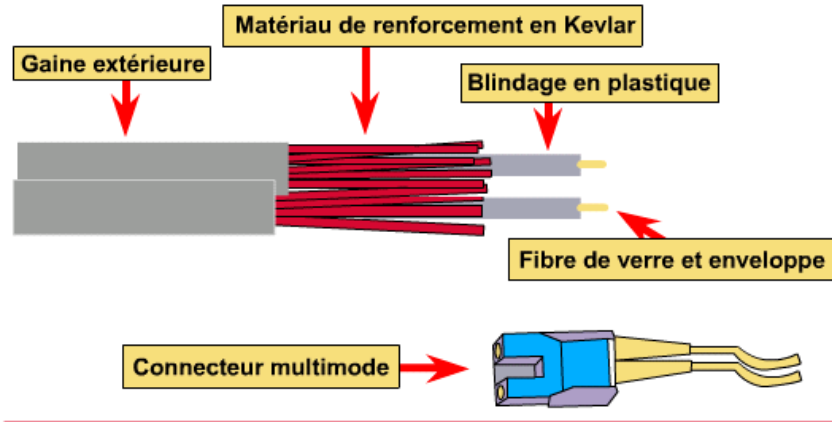 Matériau de renforcement en Kevlar
Gaine extérieure
Blindage en plastique
Fibre de verre et enveloppe
Connecteur multimode